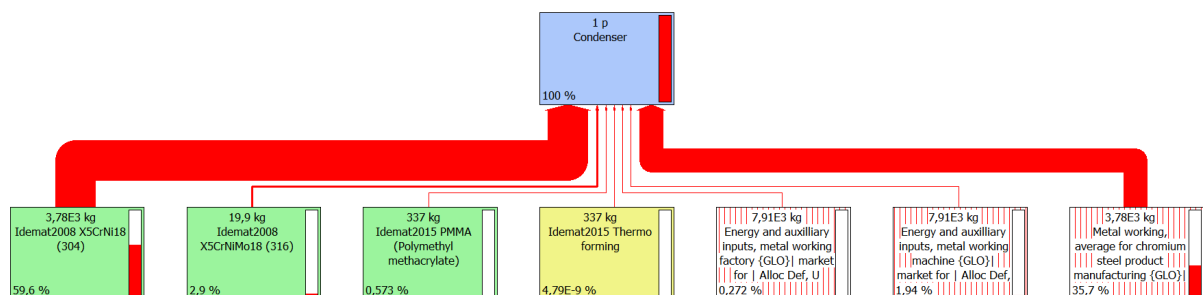 1 p
Condenser
100 %
3,78E3 kg
Idemat2008 X5CrNi18
(304)
59,6 %
19,9 kg
Idemat2008
X5CrNiMo18 (316)
2,9 %
337 kg
Idemat2015 PMMA
(Polymethyl
methacrylate)
0,573 %
337 kg
Idemat2015 Thermo
forming
4,79E-9 %
7,91E3 kg
Energy and auxilliary
inputs, metal working
factory {GLO}| market
for | Alloc Def, U
0,272 %
7,91E3 kg
Energy and auxilliary
inputs, metal working
machine {GLO}|
market for | Alloc Def,
1,94 %
3,78E3 kg
Metal working,
average for chromium
steel product
manufacturing {GLO}|
35,7 %